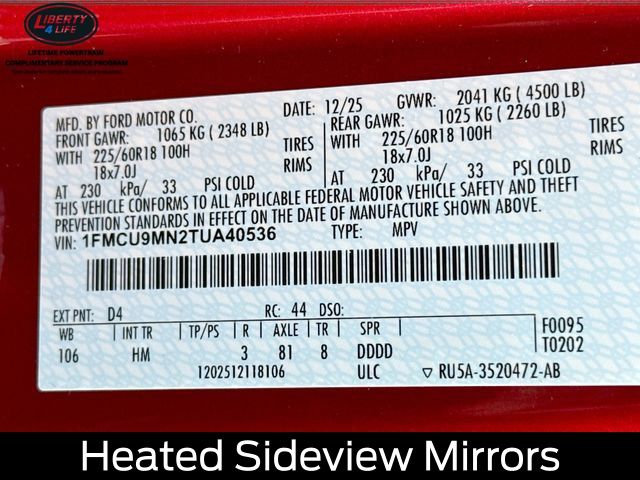 LIBERTY
4 LIFE
LIFETIME POWERTRAIN
COMPLIMENTARY SERVICE PROGRAM
MFD. BY FORD MOTOR CO. DATE: 12/25 GVWR: 2041 KG ( 4500 LB)
FRONT GAWR: 1065 KG ( 2348 LB) REAR GAWR: 1025 KG ( 2260 LB)
WITH 225/60R18 100H TIRES WITH 225/60R18 100H TIRES
18x7.0J RIMS 18x7.0J RIMS
AT 230 kPa/ 33 PSI COLD AT 230 kPa/ 33 PSI COLD
THIS VEHICLE CONFORMS TO ALL APPLICABLE FEDERAL MOTOR VEHICLE SAFETY AND THEFT
PREVENTION STANDARDS IN EFFECT ON THE DATE OF MANUFACTURE SHOWN ABOVE.
VIN: 1FMCU9MN2TUA40536 TYPE: MPV
EXT PNT: D4 RC: 44 DSO: F0095
WB INT TR TP/PS R AXLE TR SPR T0202
106 HM 3 81 8 DDDD
1202512118106 ULC ▽ RU5A-3520472-AB
Heated Sideview Mirrors